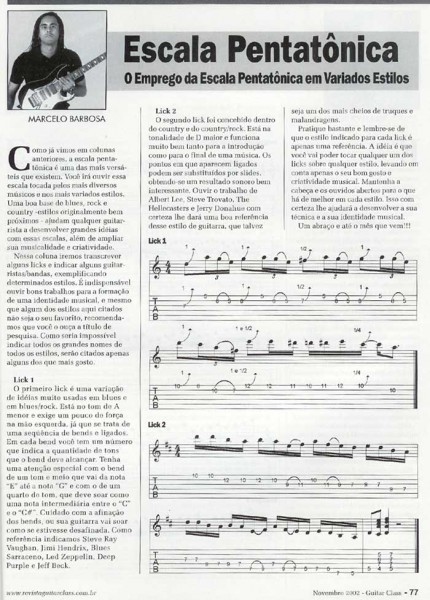 Escala Pentatônica
O Emprego da Escala Pentatônica em Variados Estilos
MARCELO BARBOSA
Como já vimos em colunas
anteriores, a escala penta-
tônica é uma das mais versá-
teis que existem. Você irá ouvir essa
escala tocada pelos mais diversos
músicos e nos mais variados estilos.
Uma boa base de blues, rock e
country -estilos originalmente bem
próximos - ajudam qualquer guitar-
rista a desenvolver grandes idéias
com essas escalas, além de ampliar
sua musicalidade e criatividade.
Nessa coluna iremos transcrever
alguns licks e indicar alguns guitar-
ristas/bandas, exemplificando
determinados estilos. É indispensável
ouvir bons trabalhos para a formação
de uma identidade musical, e mesmo
que algum dos estilos aqui citados
não seja o seu favorito, recomenda-
mos que você o ouça a título de
pesquisa. Como seria impossível
indicar todos os grandes nomes de
todos os estilos, serão citados apenas
alguns dos que mais gosto.
Lick 1
O primeiro lick é uma variação
de idéias muito usadas em blues e
em blues/rock. Está no tom de A
menor e exige um pouco de força
na mão esquerda, já que se trata de
uma seqüência de bends e ligados.
Em cada bend você tem um número
que indica a quantidade de tons
que o bend deve alcançar. Tenha
uma atenção especial com o bend
de um tom e meio que vai da nota
"E" até a nota "G" e com o de um
quarto de tom, que deve soar como
uma nota intermediária entre o "C"
e o "C#". Cuidado com a afinação
dos bends, ou sua guitarra vai soar
como se estivesse desafinada. Como
referência indicamos Steve Ray
Vaughan, Jimi Hendrix, Blues
Saraceno, Led Zeppelin, Deep
Purple e Jeff Beck.
Lick 2
O segundo lick foi concebido dentro
do country e do country/rock. Está na
tonalidade de D maior e funciona
muito bem tanto para a introdução
como para o final de uma música. Os
pontos em que aparecem ligados
podem ser substituídos por slides,
obtendo-se um resultado sonoro bem
interessante. Ouvir o trabalho de
Albert Lee, Steve Trovato, The
Hellecasters e Jerry Donahue com
certeza lhe dará uma boa referência
desse estilo de guitarra, que talvez
seja um dos mais cheios de truques e
malandragens.
Pratique bastante e lembre-se de
que o estilo indicado para cada lick é
apenas uma referência. A idéia é que
você vai poder tocar qualquer um dos
licks sobre qualquer estilo, levando em
conta apenas o seu bom gosto e
criatividade musical. Mantenha a
cabeça e os ouvidos abertos para o que
há de melhor em cada estilo. Isso com
certeza lhe ajudará a desenvolver a sua
técnica e a sua identidade musical.
Um abraço e até o mês que vem!!!
Lick 1
Lick 2
www.revistaguitarclass.com.br
Novembro 2002 - Guitar Class - 77